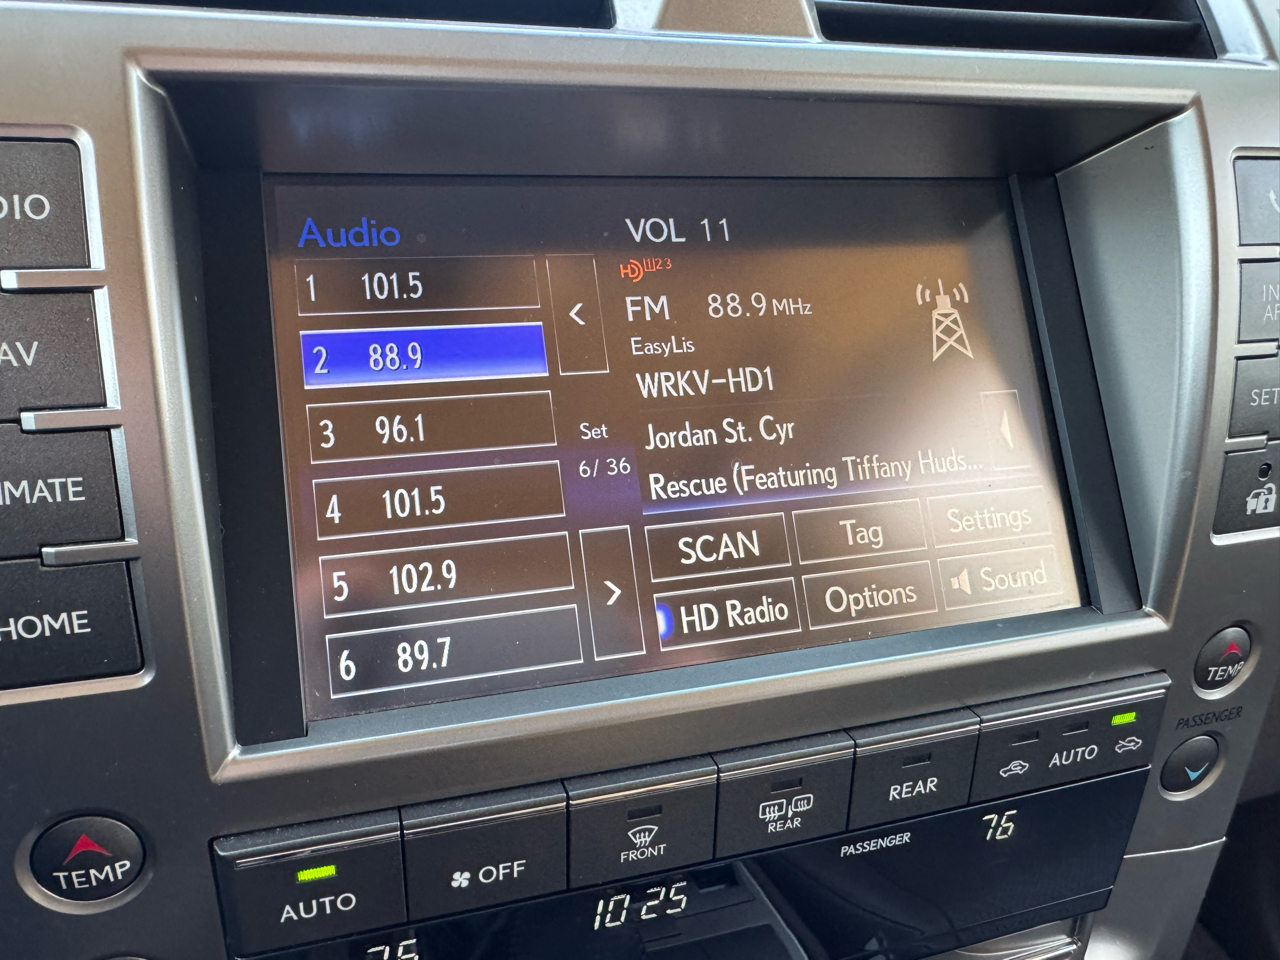 Audio
VOL 11
HD 1 2 3
FM 88.9 MHz
EasyLis
WRKV-HD1
Jordan St. Cyr
Rescue (Featuring Tiffany Huds...
1 101.5
2 88.9
3 96.1
4 101.5
5 102.9
6 89.7
<
Set
6/36
>
SCAN
Tag
Settings
HD Radio
Options
Sound
DIO
AV
IMATE
HOME
IN
AF
SET
TEMP
PASSENGER
TEMP
AUTO
OFF
FRONT
REAR
REAR
AUTO
PASSENGER
76
10:25